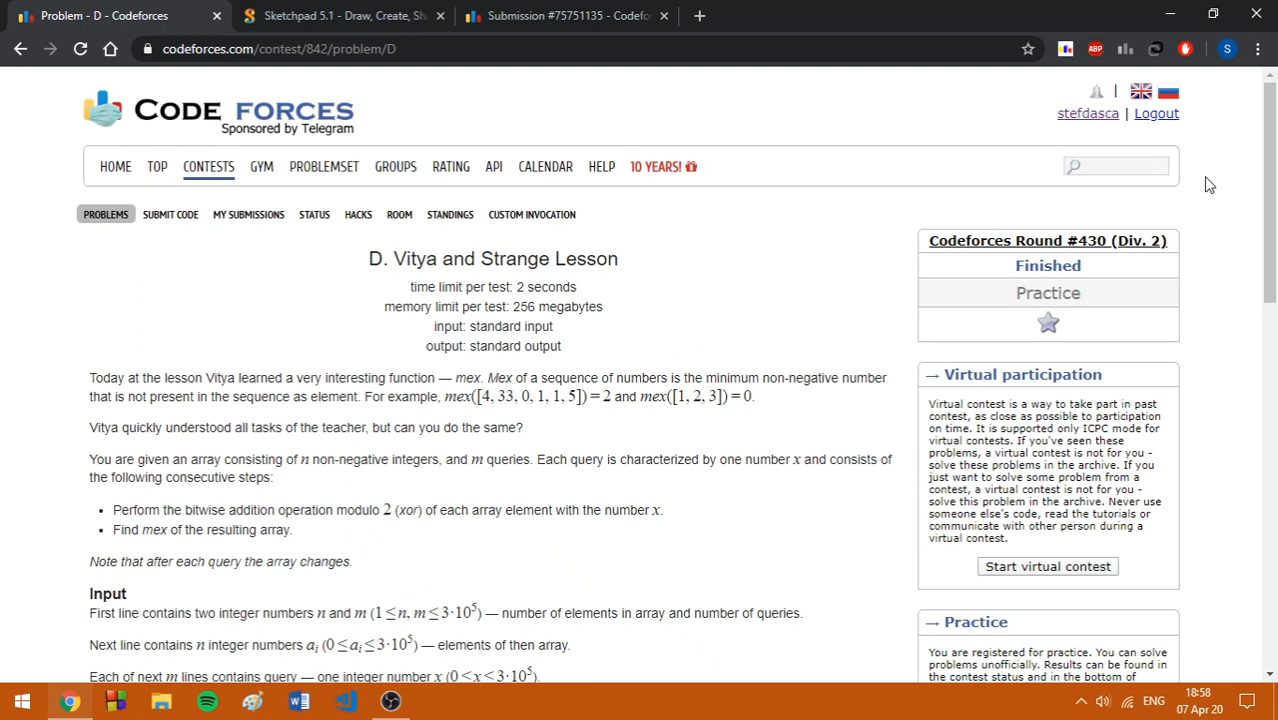 Problem - D - Codeforces
Sketchpad 5.1 - Draw, Create, Sha
Submission #75751135 - Codefo
codeforces.com/contest/842/problem/D
ABP
S
CODE FORCES
Sponsored by Telegram
stefdasca | Logout
HOME TOP CONTESTS GYM PROBLEMSET GROUPS RATING API CALENDAR HELP 10 YEARS!
PROBLEMS SUBMIT CODE MY SUBMISSIONS STATUS HACKS ROOM STANDINGS CUSTOM INVOCATION
D. Vitya and Strange Lesson
time limit per test: 2 seconds
memory limit per test: 256 megabytes
input: standard input
output: standard output
Today at the lesson Vitya learned a very interesting function — mex. Mex of a sequence of numbers is the minimum non-negative number
that is not present in the sequence as element. For example, mex([4, 33, 0, 1, 1, 5]) = 2 and mex([1, 2, 3]) = 0.
Vitya quickly understood all tasks of the teacher, but can you do the same?
You are given an array consisting of n non-negative integers, and m queries. Each query is characterized by one number x and consists of
the following consecutive steps:
• Perform the bitwise addition operation modulo 2 (xor) of each array element with the number x.
• Find mex of the resulting array.
Note that after each query the array changes.
Input
First line contains two integer numbers n and m (1 ≤ n, m ≤ 3·10⁵) — number of elements in array and number of queries.
Next line contains n integer numbers aᵢ (0 ≤ aᵢ ≤ 3·10⁵) — elements of then array.
Each of next m lines contains query — one integer number x (0 ≤ x ≤ 3·10⁵).
Codeforces Round #430 (Div. 2)
Finished
Practice
→ Virtual participation
Virtual contest is a way to take part in past
contest, as close as possible to participation
on time. It is supported only ICPC mode for
virtual contests. If you've seen these
problems, a virtual contest is not for you -
solve these problems in the archive. If you
just want to solve some problem from a
contest, a virtual contest is not for you -
solve this problem in the archive. Never use
someone else's code, read the tutorials or
communicate with other person during a
virtual contest.
Start virtual contest
→ Practice
You are registered for practice. You can solve
problems unofficially. Results can be found in
the contest status and in the bottom of
ENG
18:58
07 Apr 20